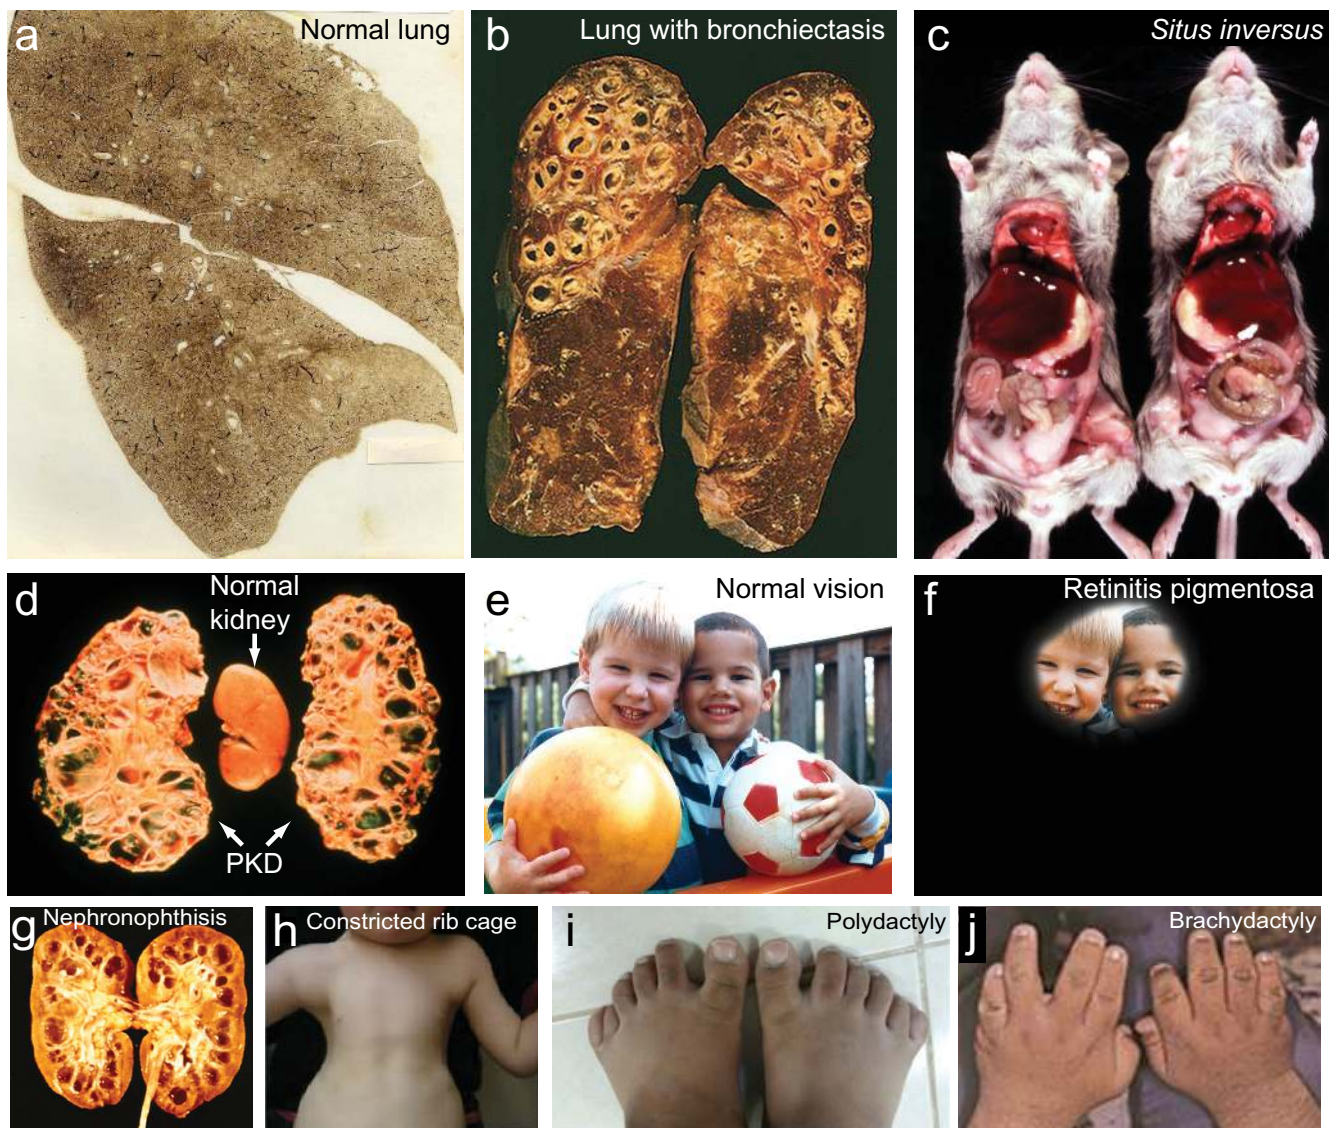 a
Normal lung
b
Lung with bronchiectasis
c
Situs inversus
d
Normal
kidney
PKD
e
Normal vision
f
Retinitis pigmentosa
g
Nephronophthisis
h
Constricted rib cage
i
Polydactyly
j
Brachydactyly